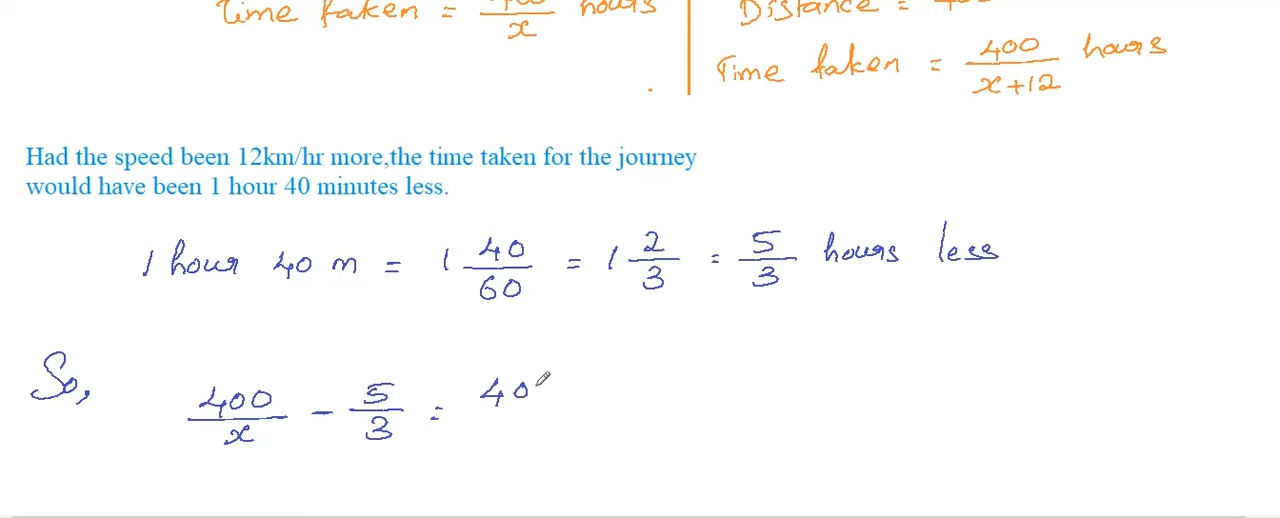 Time taken = 400/x hours
Distance = 40
Time taken = 400/x+12 hours
Had the speed been 12km/hr more,the time taken for the journey
would have been 1 hour 40 minutes less.
1 hour 40 m = 1 40/60 = 1 2/3 = 5/3 hours less
So,
400/x - 5/3 = 40